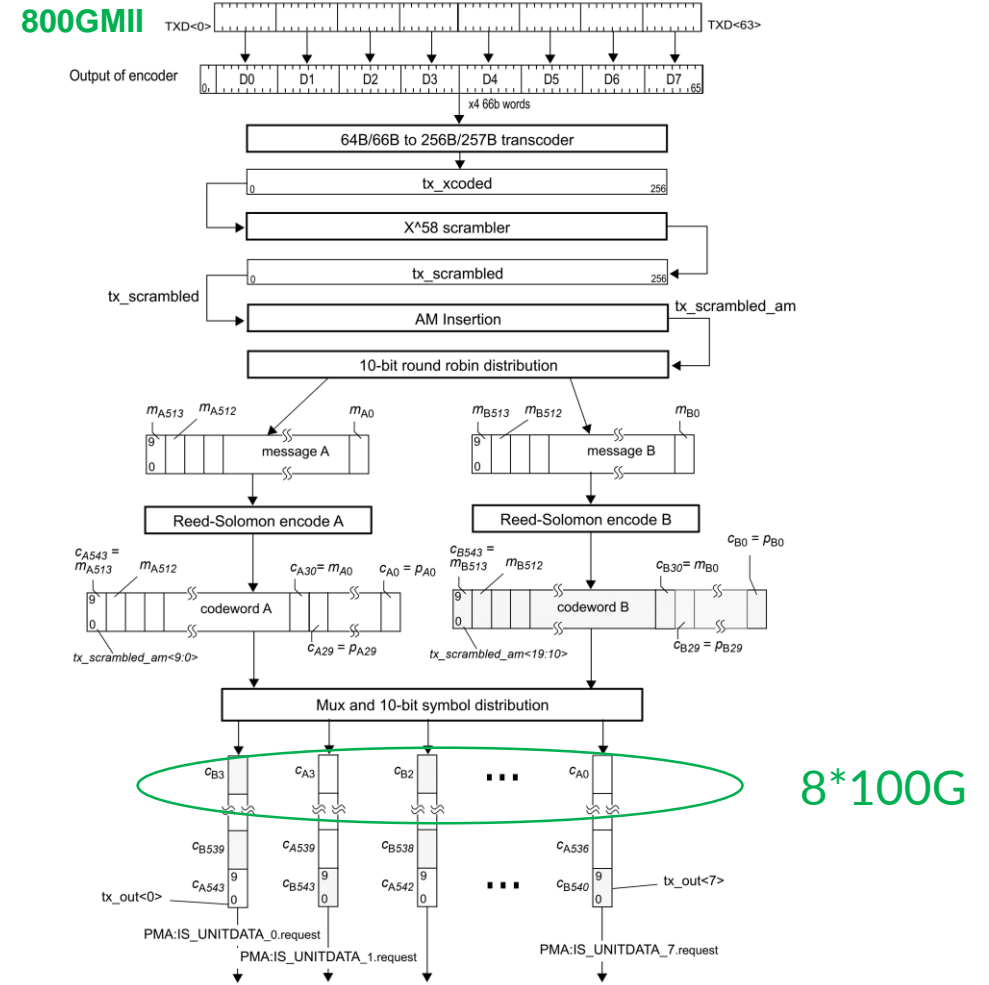 800GMII
TXD<0>
TXD<63>
Output of encoder
0
D0 D1 D2 D3 D4 D5 D6 D7
65
x4 66b words
64B/66B to 256B/257B transcoder
0 tx_xcoded 256
X^58 scrambler
0 tx_scrambled 256
tx_scrambled
tx_scrambled_am
AM Insertion
10-bit round robin distribution
mA513 mA512 mA0
mB513 mB512 mB0
9
0
message A
9
0
message B
Reed-Solomon encode A
Reed-Solomon encode B
cA543 =
mA513
mA512
cA30= mA0
cA0 = pA0
cB543 =
mB513
mB512
cB30= mB0
cB0 = pB0
9
0
codeword A
9
0
codeword B
cA29 = pA29
cB29 = pB29
tx_scrambled_am<9:0>
tx_scrambled_am<19:10>
Mux and 10-bit symbol distribution
cB3 cA3 cB2 ... cA0
8*100G
cB539 cA539 cB538 cA536
cA543 9 0 cB543 9 0 cA542 ... cB540 9 0
tx_out<0>
tx_out<7>
PMA:IS_UNITDATA_0.request
PMA:IS_UNITDATA_1.request
PMA:IS_UNITDATA_7.request